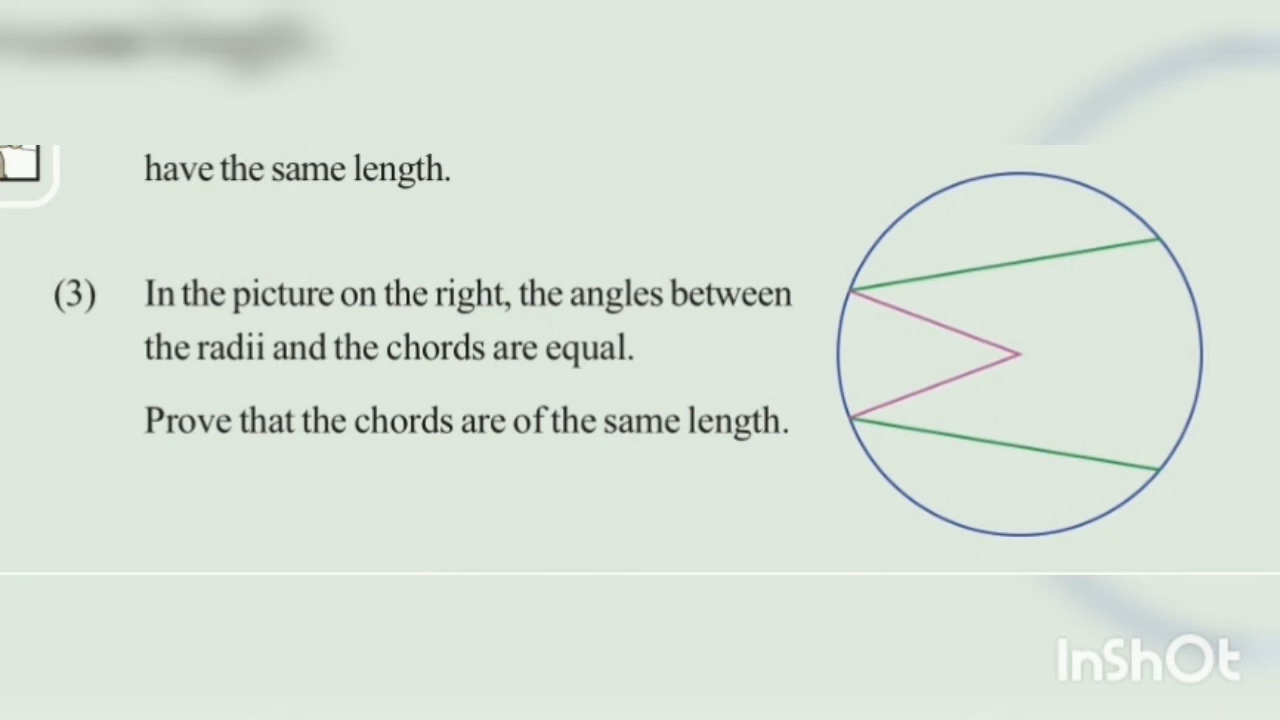 have the same length.
(3) In the picture on the right, the angles between
the radii and the chords are equal.
Prove that the chords are of the same length.
InShOt